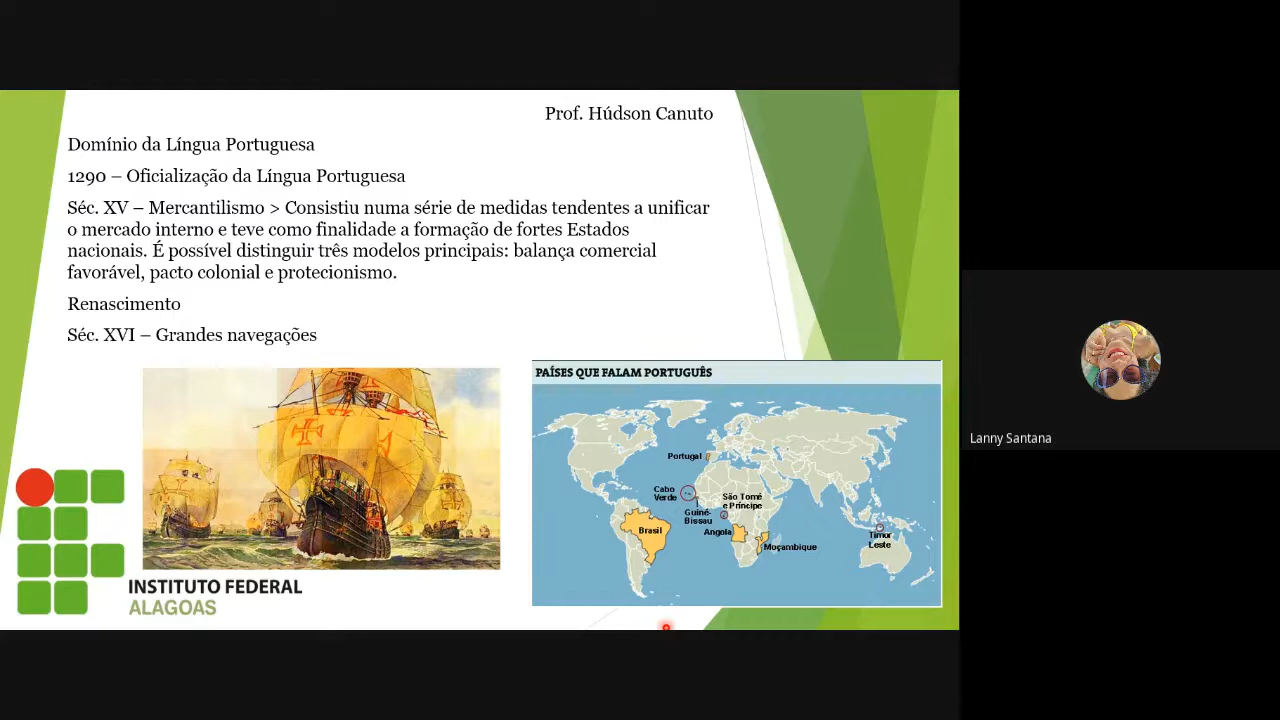 Prof. Húdson Canuto
Domínio da Língua Portuguesa
1290 – Oficialização da Língua Portuguesa
Séc. XV – Mercantilismo > Consistiu numa série de medidas tendentes a unificar
o mercado interno e teve como finalidade a formação de fortes Estados
nacionais. É possível distinguir três modelos principais: balança comercial
favorável, pacto colonial e protecionismo.
Renascimento
Séc. XVI – Grandes navegações
PAÍSES QUE FALAM PORTUGUÊS
Portugal
Cabo
Verde
Guiné-
Bissau
São Tomé
e Príncipe
Brasil
Angola
Moçambique
Timur
Leste
INSTITUTO FEDERAL
ALAGOAS
Lanny Santana